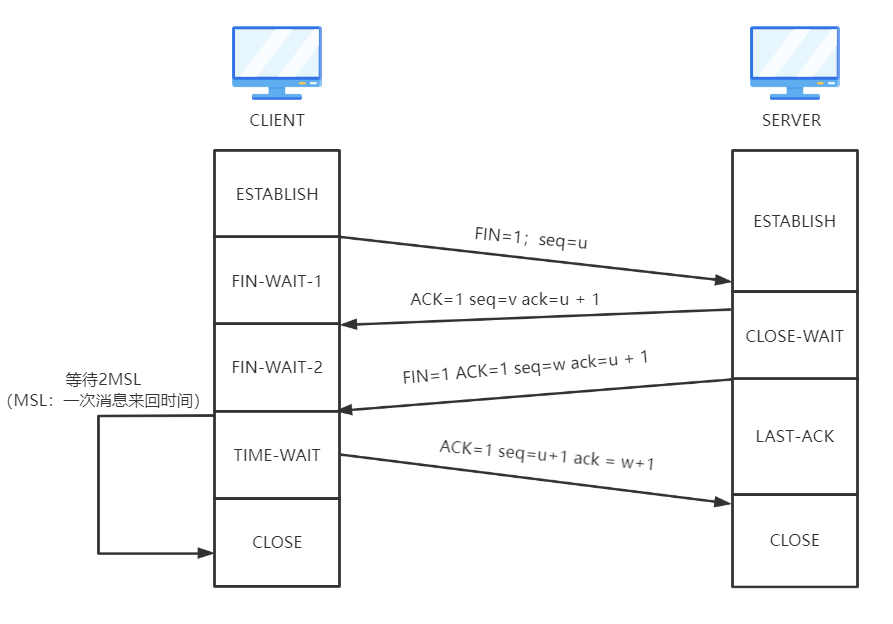 CLIENT
SERVER
ESTABLISH
ESTABLISH
FIN=1；seq=u
FIN-WAIT-1
ACK=1 seq=v ack=u + 1
CLOSE-WAIT
FIN-WAIT-2
FIN=1 ACK=1 seq=w ack=u + 1
等待2MSL
（MSL：一次消息来回时间）
LAST-ACK
TIME-WAIT
ACK=1 seq=u+1 ack = w+1
CLOSE
CLOSE